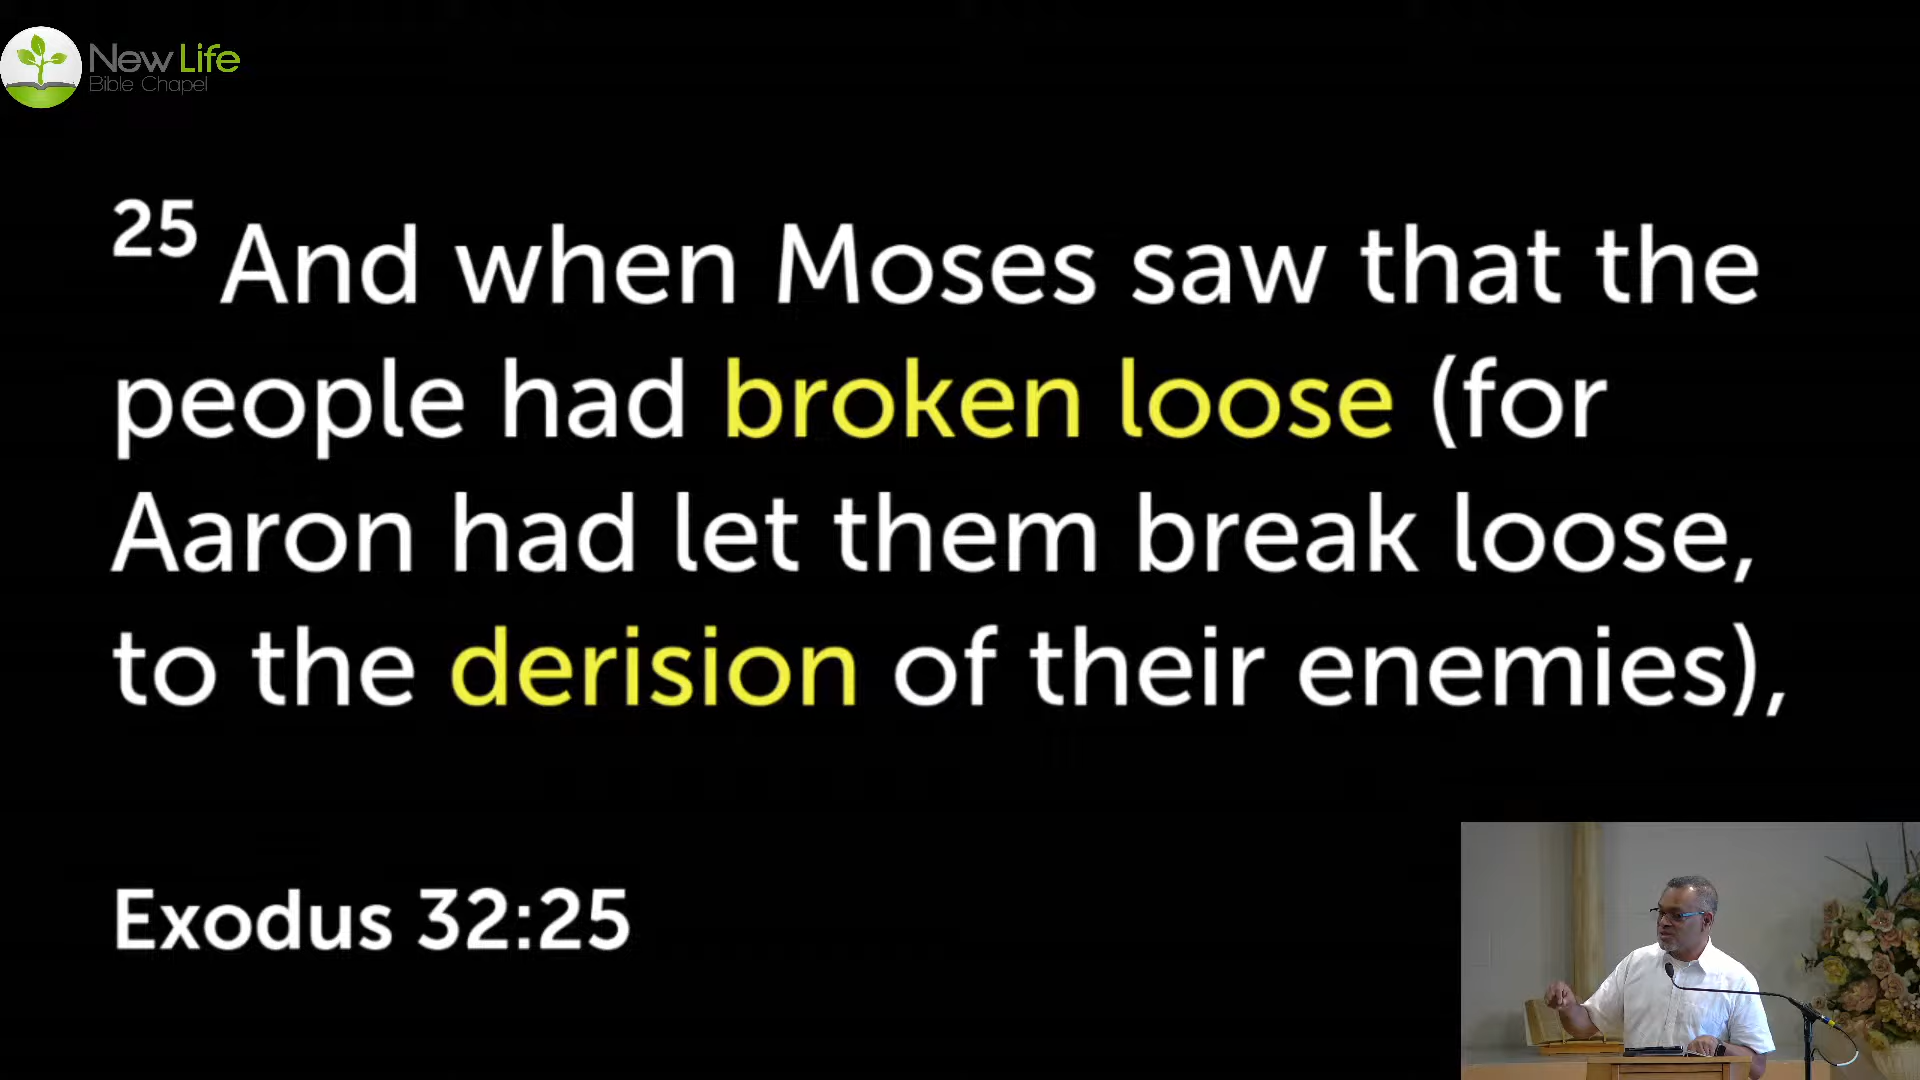 New Life
Bible Chapel
25 And when Moses saw that the
people had broken loose (for
Aaron had let them break loose,
to the derision of their enemies),
Exodus 32:25